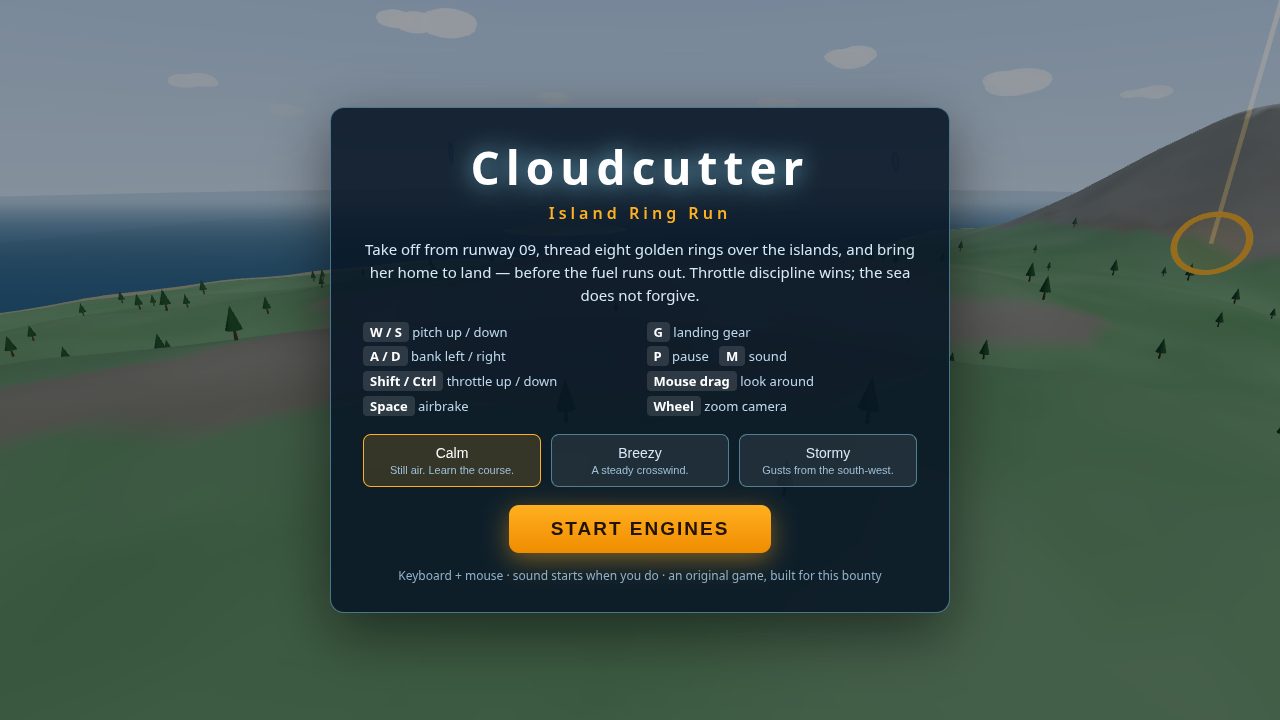 Cloudcutter
Island Ring Run
Take off from runway 09, thread eight golden rings over the islands, and bring
her home to land — before the fuel runs out. Throttle discipline wins; the sea
does not forgive.
W / S pitch up / down
G landing gear
A / D bank left / right
P pause M sound
Shift / Ctrl throttle up / down
Mouse drag look around
Space airbrake
Wheel zoom camera
Calm
Still air. Learn the course.
Breezy
A steady crosswind.
Stormy
Gusts from the south-west.
START ENGINES
Keyboard + mouse · sound starts when you do · an original game, built for this bounty